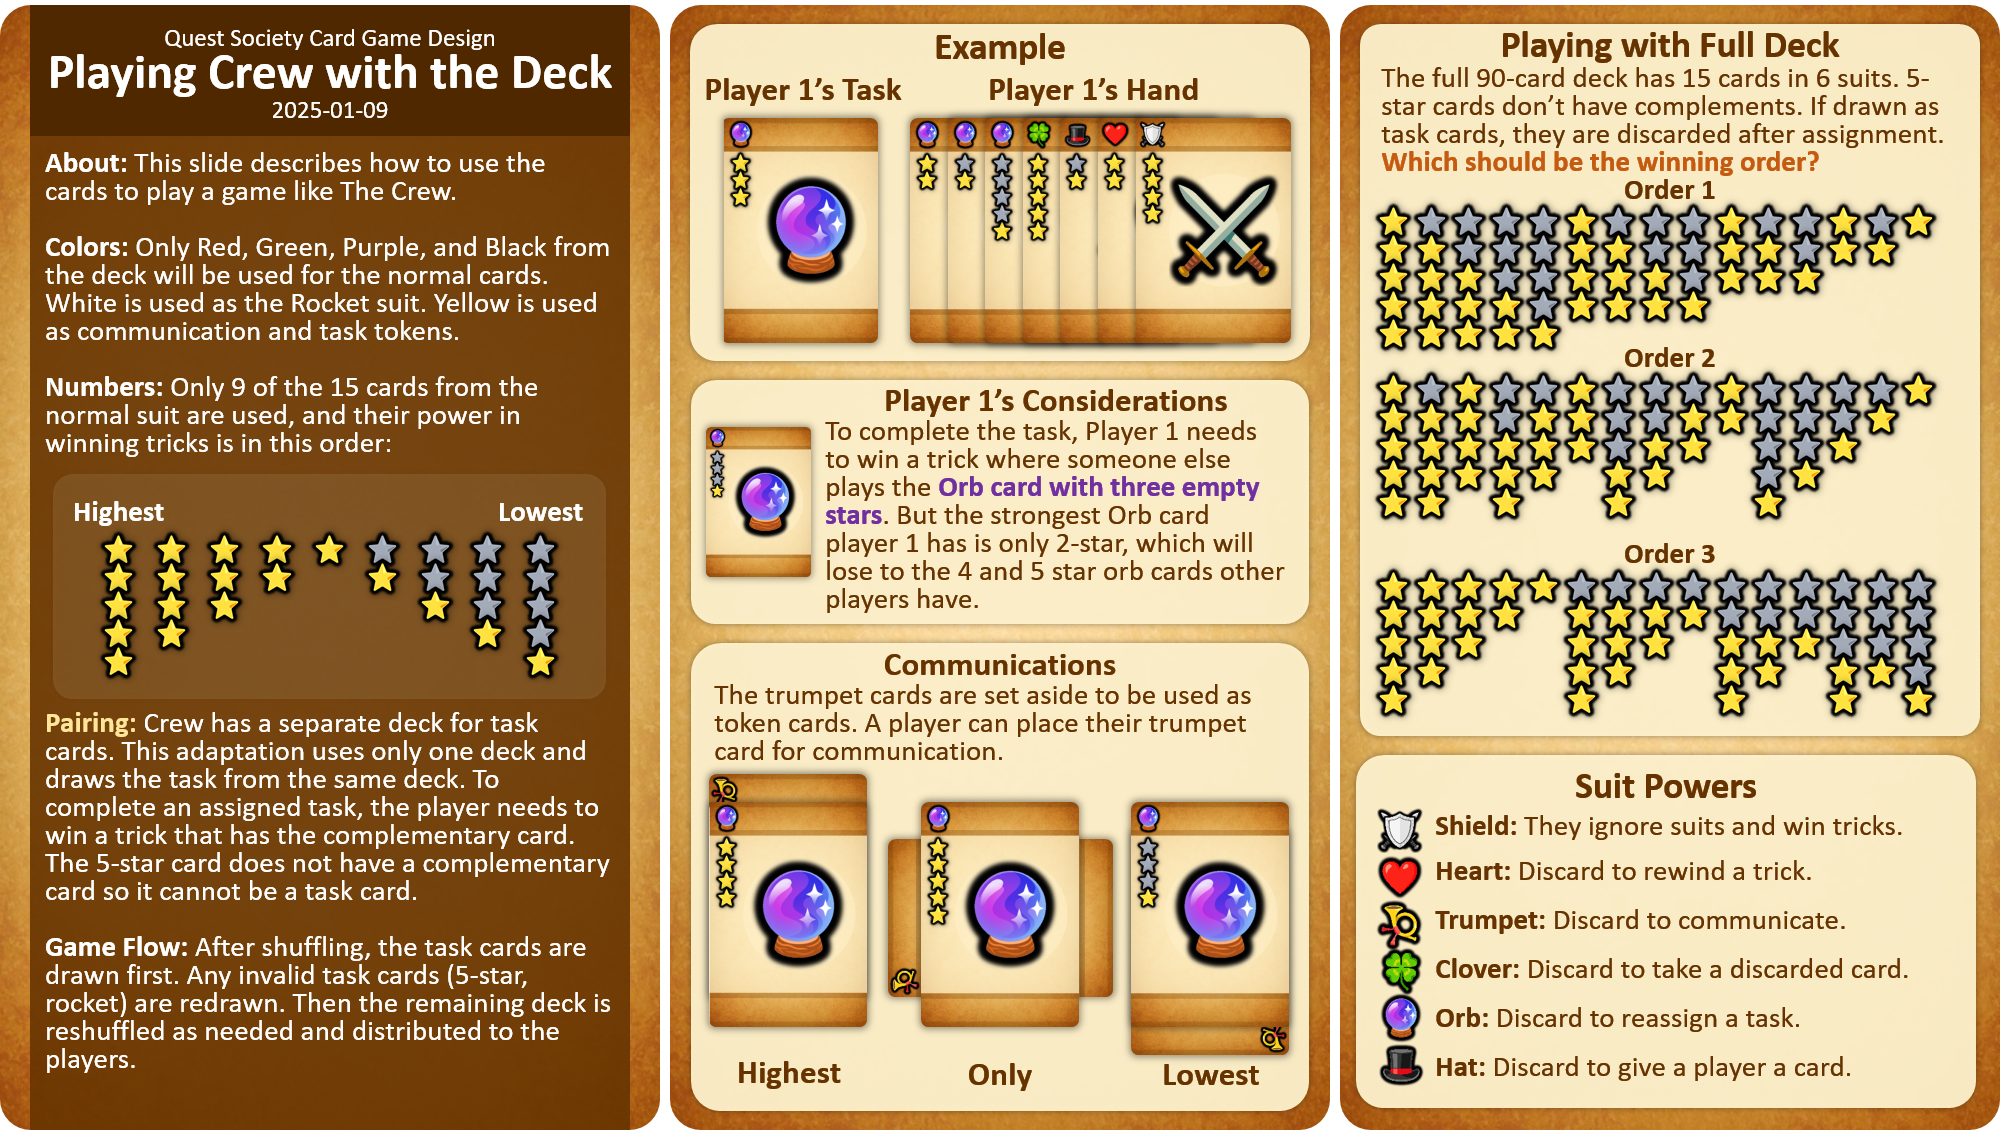 Quest Society Card Game Design
Playing Crew with the Deck
2025-01-09
About: This slide describes how to use the
cards to play a game like The Crew.
Colors: Only Red, Green, Purple, and Black from
the deck will be used for the normal cards.
White is used as the Rocket suit. Yellow is used
as communication and task tokens.
Numbers: Only 9 of the 15 cards from the
normal suit are used, and their power in
winning tricks is in this order:
Highest
Lowest
Pairing: Crew has a separate deck for task
cards. This adaptation uses only one deck and
draws the task from the same deck. To
complete an assigned task, the player needs to
win a trick that has the complementary card.
The 5-star card does not have a complementary
card so it cannot be a task card.
Game Flow: After shuffling, the task cards are
drawn first. Any invalid task cards (5-star,
rocket) are redrawn. Then the remaining deck is
reshuffled as needed and distributed to the
players.
Example
Player 1’s Task
Player 1’s Hand
Player 1’s Considerations
To complete the task, Player 1 needs
to win a trick where someone else
plays the Orb card with three empty
stars. But the strongest Orb card
player 1 has is only 2-star, which will
lose to the 4 and 5 star orb cards other
players have.
Communications
The trumpet cards are set aside to be used as
token cards. A player can place their trumpet
card for communication.
Highest
Only
Lowest
Playing with Full Deck
The full 90-card deck has 15 cards in 6 suits. 5-
star cards don’t have complements. If drawn as
task cards, they are discarded after assignment.
Which should be the winning order?
Order 1
Order 2
Order 3
Suit Powers
Shield: They ignore suits and win tricks.
Heart: Discard to rewind a trick.
Trumpet: Discard to communicate.
Clover: Discard to take a discarded card.
Orb: Discard to reassign a task.
Hat: Discard to give a player a card.